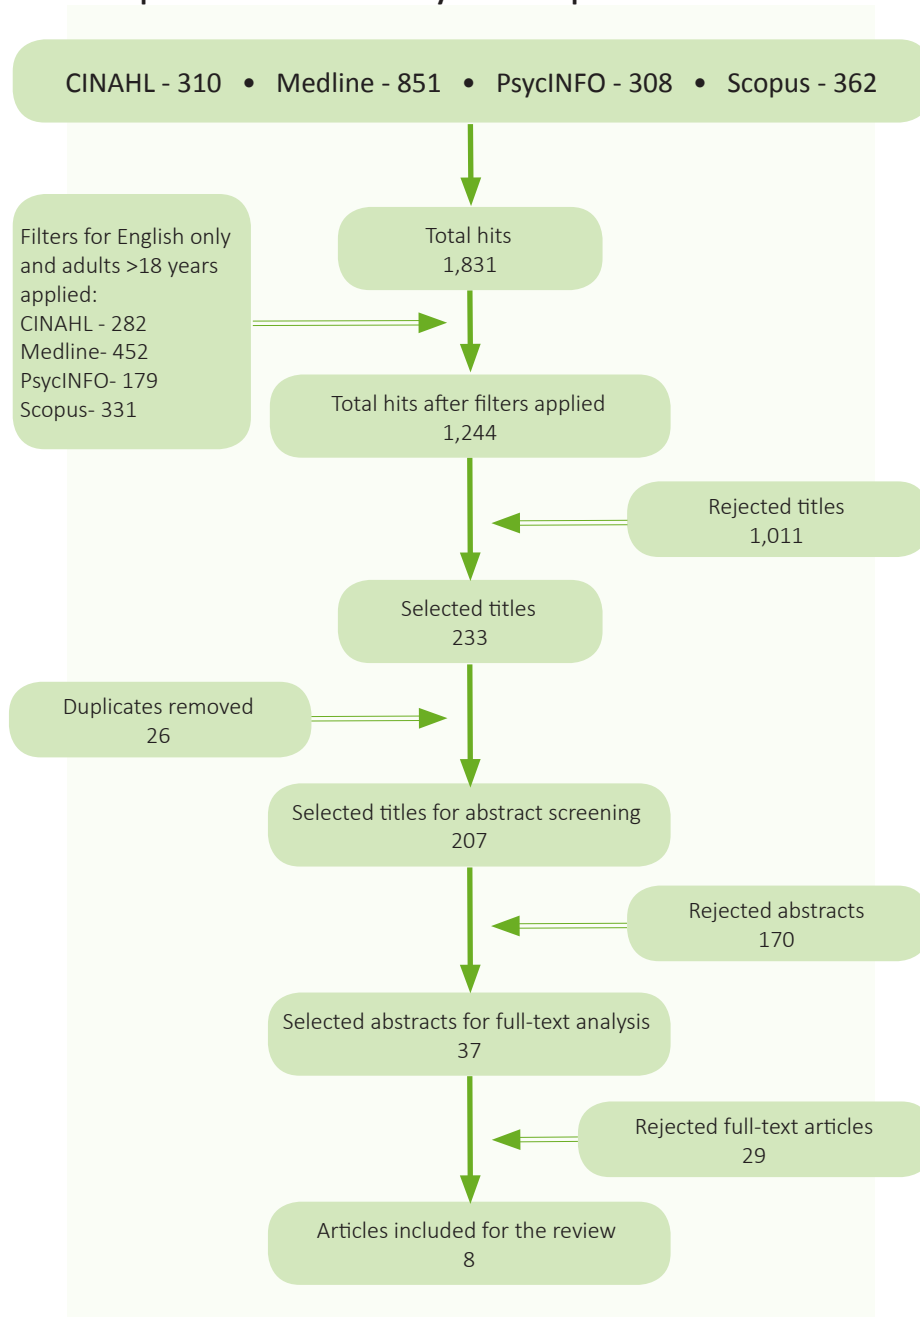 CINAHL - 310 • Medline - 851 • PsycINFO - 308 • Scopus - 362
Total hits
1,831
Filters for English only
and adults >18 years
applied:
CINAHL - 282
Medline- 452
PsycINFO- 179
Scopus- 331
Total hits after filters applied
1,244
Rejected titles
1,011
Selected titles
233
Duplicates removed
26
Selected titles for abstract screening
207
Rejected abstracts
170
Selected abstracts for full-text analysis
37
Rejected full-text articles
29
Articles included for the review
8